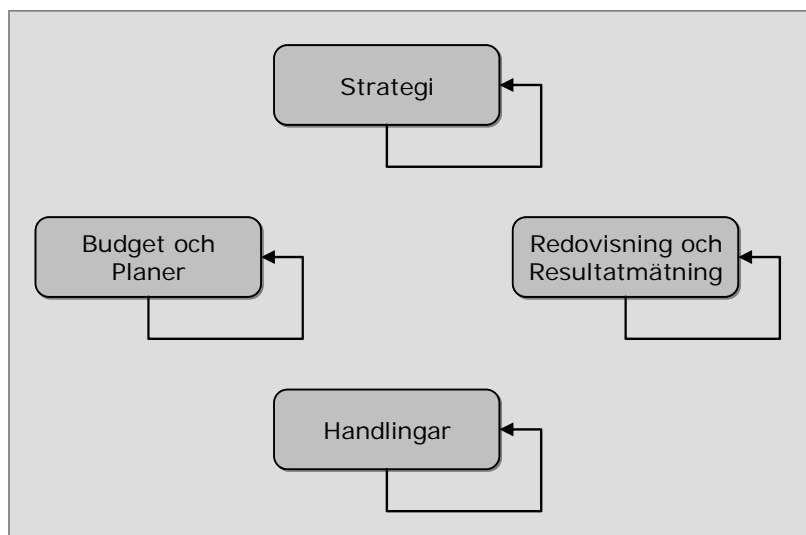 Strategi
Budget och
Planer
Redovisning och
Resultatmätning
Handlingar